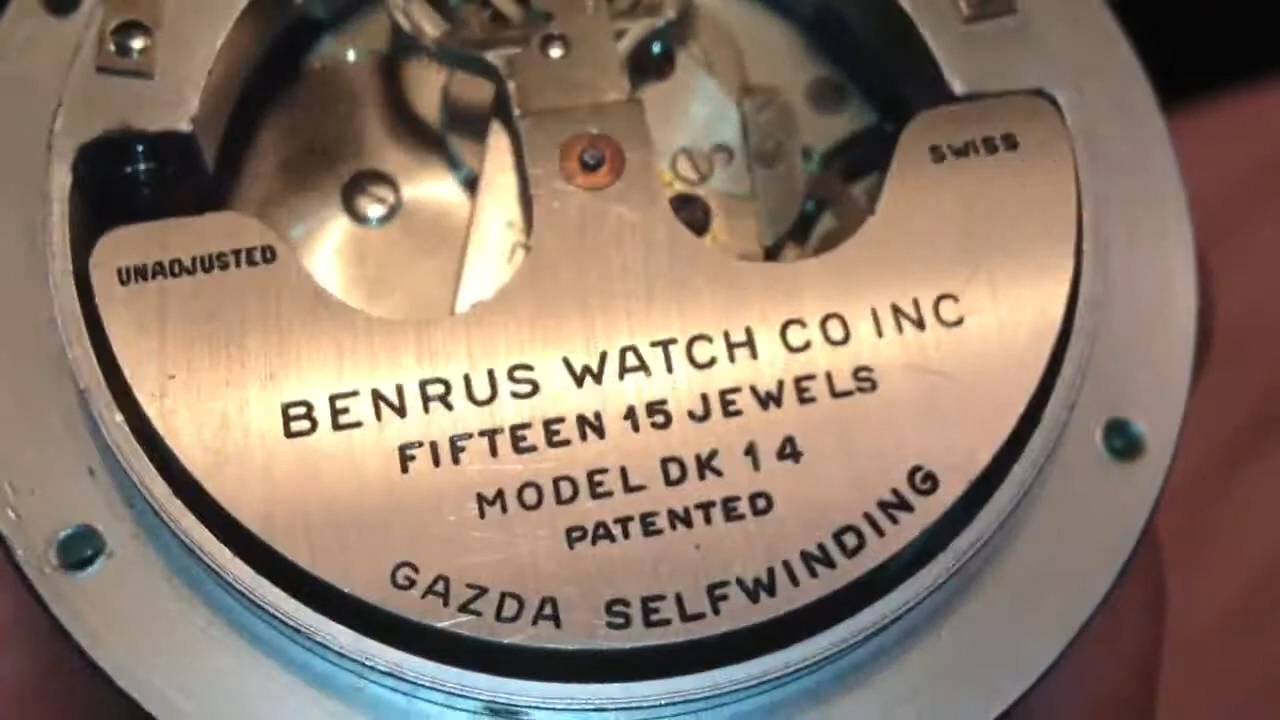 UNADJUSTED
SWISS
BENRUS WATCH CO INC
FIFTEEN 15 JEWELS
MODEL DK 14
PATENTED
GAZDA SELFWINDING